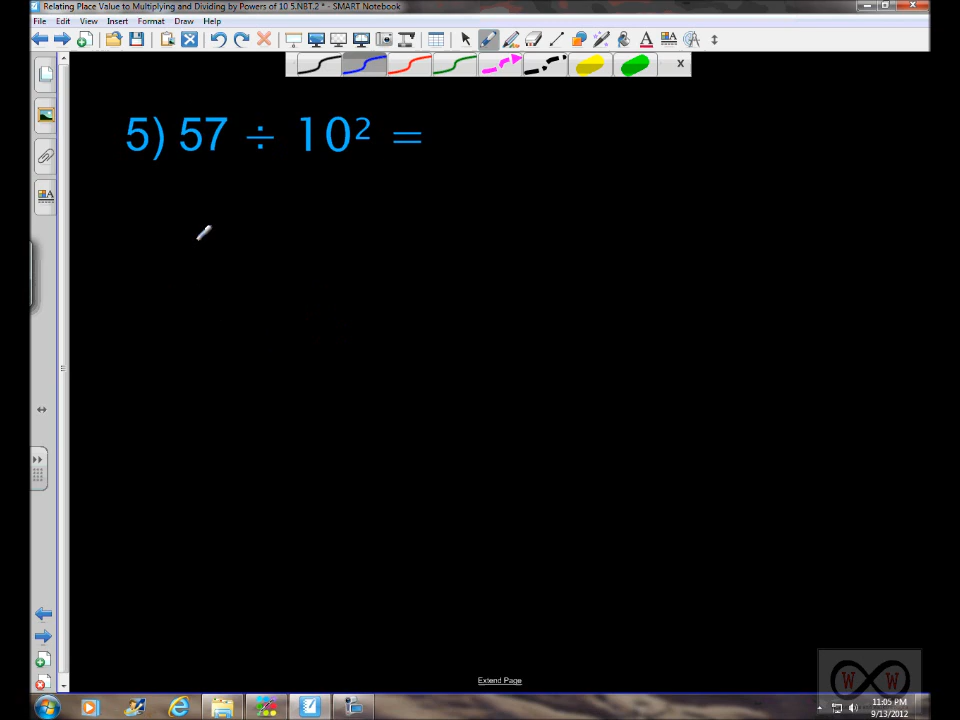 Relating Place Value to Multiplying and Dividing by Powers of 10 5.NBT.2 * - SMART Notebook
File Edit View Insert Format Draw Help
X
5) 57 ÷ 10² =
Extend Page
W W
11:05 PM
9/13/2012